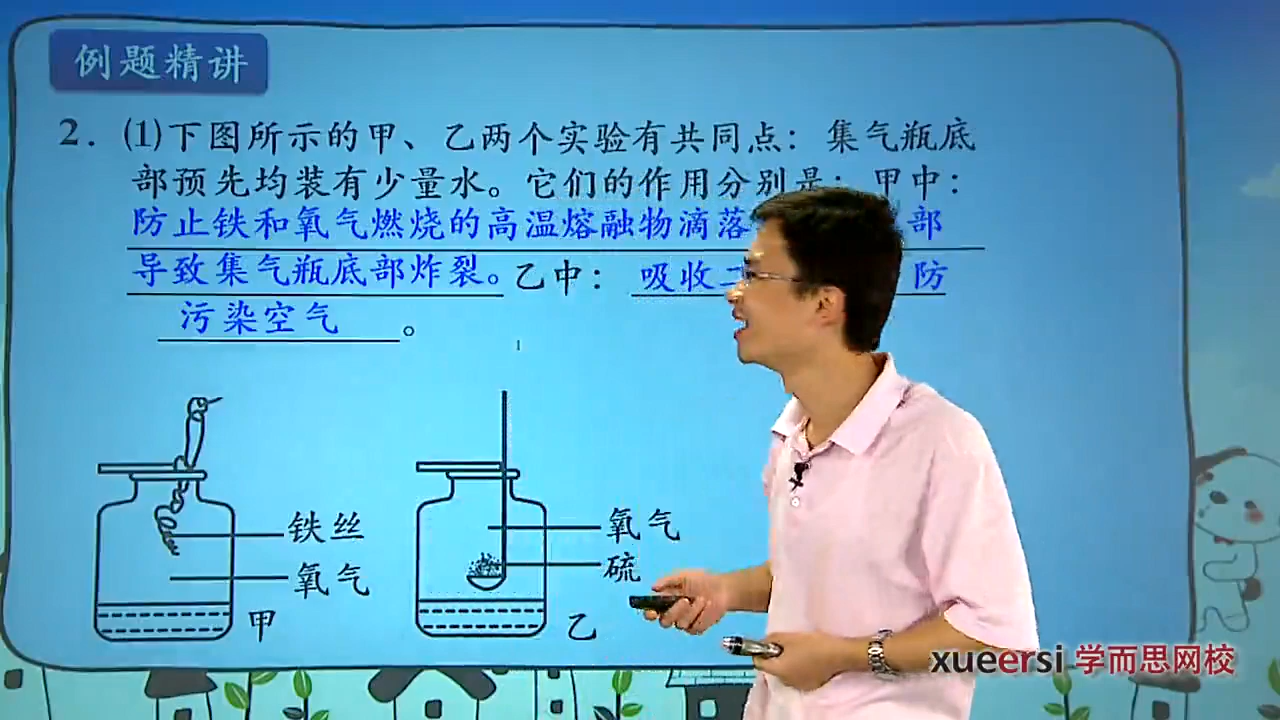 例题精讲
2．(1)下图所示的甲、乙两个实验有共同点：集气瓶底
部预先均装有少量水。它们的作用分别是：甲中：
防止铁和氧气燃烧的高温熔融物滴落 部
导致集气瓶底部炸裂。乙中： 吸收二 防
污染空气 。
铁丝
氧气
甲
氧气
硫
乙
xueersi 学而思网校